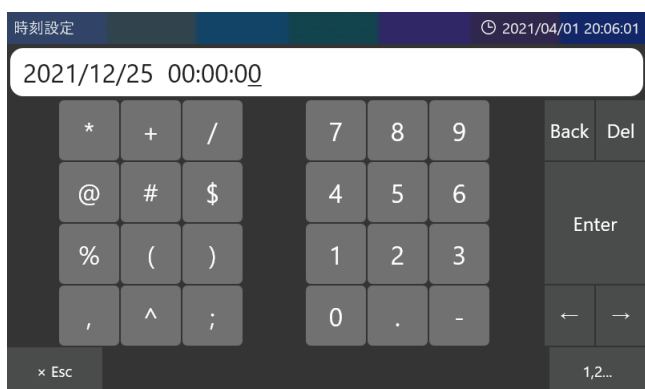 時刻設定 2021/04/01 20:06:01
2021/12/25 00:00:00
* + / 7 8 9 Back Del
@ # $ 4 5 6 Enter
% ( ) 1 2 3
, ^ ; 0 . - ← →
× Esc 1,2...